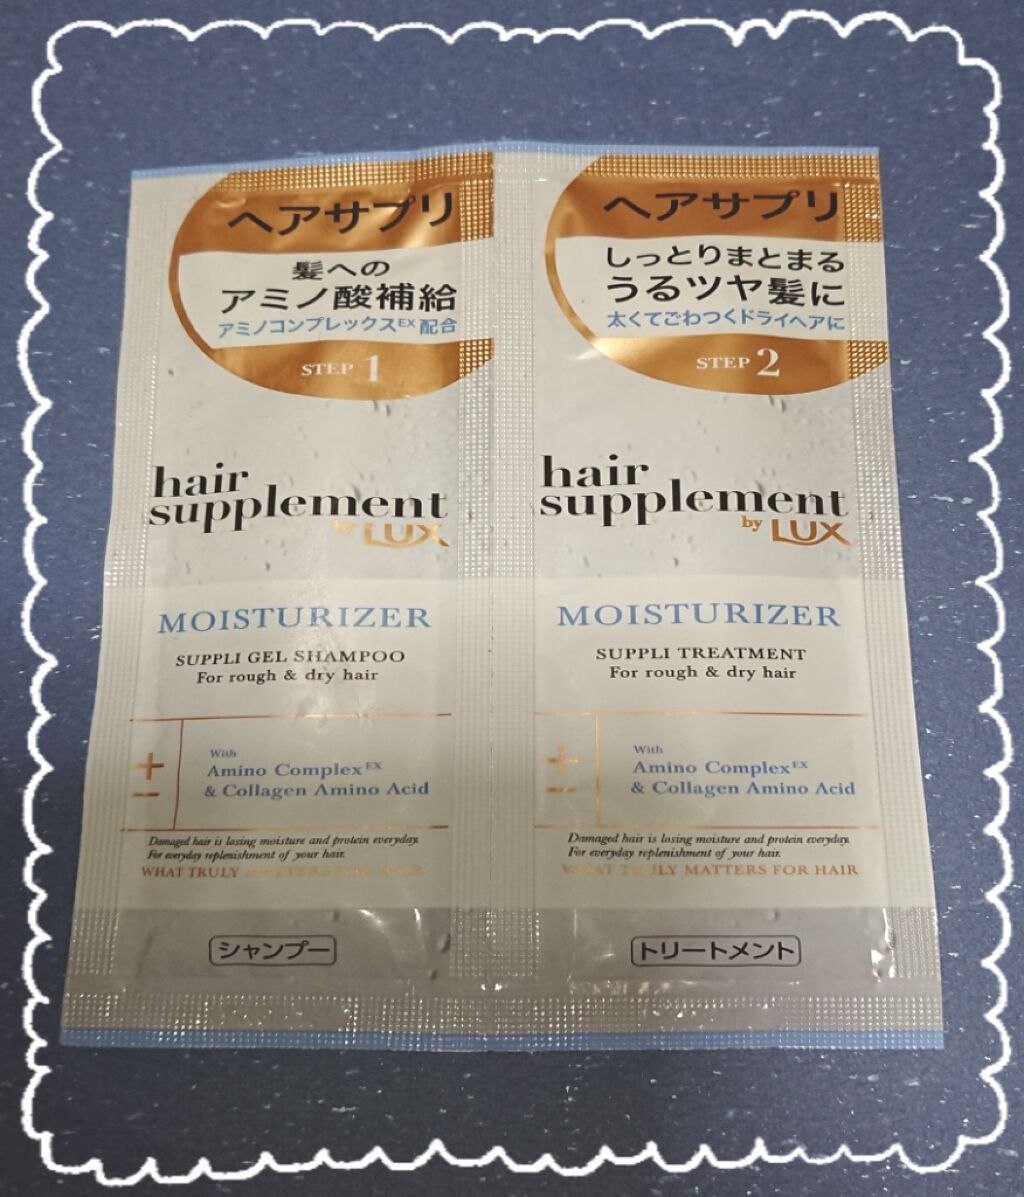 ヘアサプリ
髪への
アミノ酸補給
アミノコンプレックスEX配合
STEP 1
hair
supplement
by LUX
MOISTURIZER
SUPPLI GEL SHAMPOO
For rough & dry hair
With
Amino Complex EX
& Collagen Amino Acid
Damaged hair is losing moisture and protein everyday.
For everyday replenishment of your hair.
WHAT TRULY MATTERS FOR HAIR
シャンプー
ヘアサプリ
しっとりまとまる
うるツヤ髪に
太くてごわつくドライヘアに
STEP 2
hair
supplement
by LUX
MOISTURIZER
SUPPLI TREATMENT
For rough & dry hair
With
Amino Complex EX
& Collagen Amino Acid
Damaged hair is losing moisture and protein everyday.
For everyday replenishment of your hair.
WHAT TRULY MATTERS FOR HAIR
トリートメント